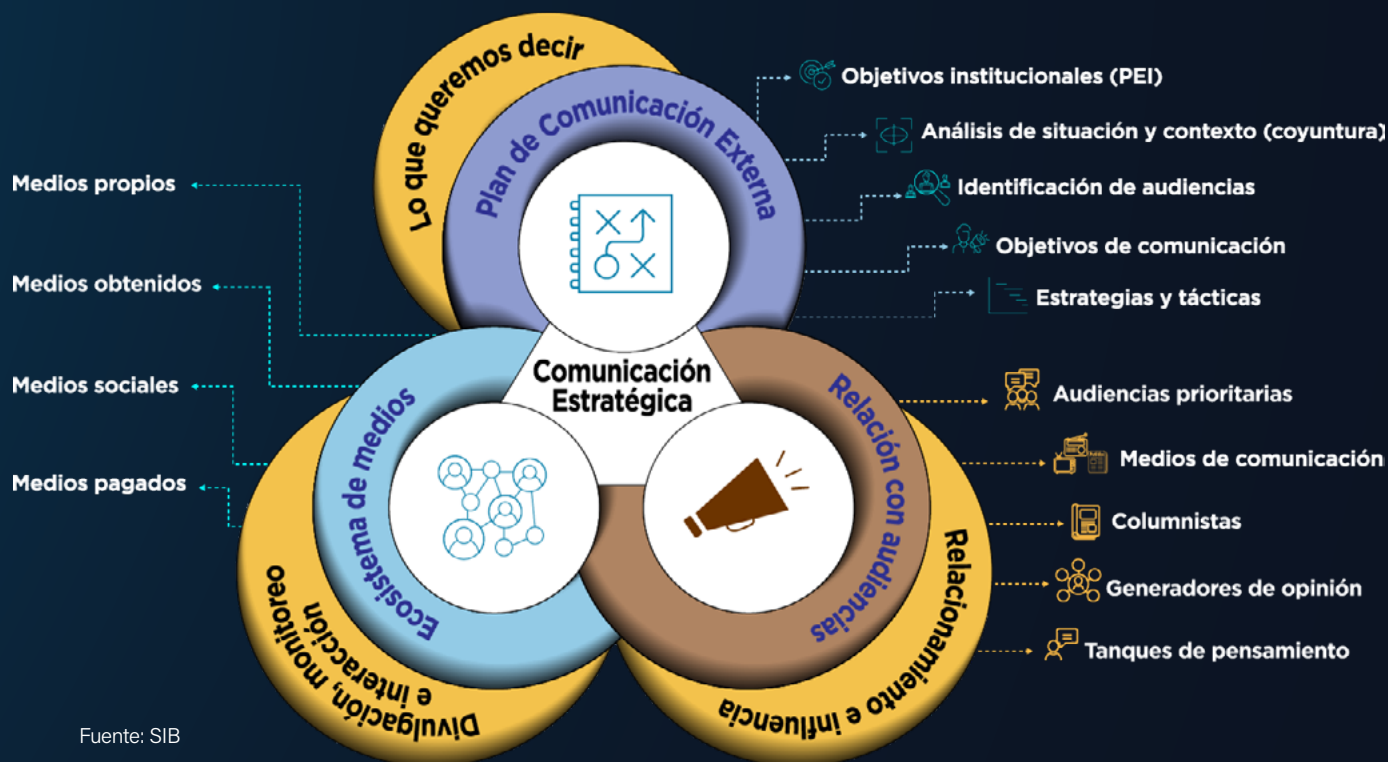 Lo que queremos decir
Plan de Comunicación Externa
Objetivos institucionales (PEI)
Análisis de situación y contexto (coyuntura)
Identificación de audiencias
Objetivos de comunicación
Estrategias y tácticas
Medios propios
Medios obtenidos
Medios sociales
Medios pagados
Comunicación
Estratégica
Ecosistema de medios
Divulgación, monitoreo
e interacción
Relación con audiencias
Relacionamiento e influencia
Audiencias prioritarias
Medios de comunicación
Columnistas
Generadores de opinión
Tanques de pensamiento
Fuente: SIB